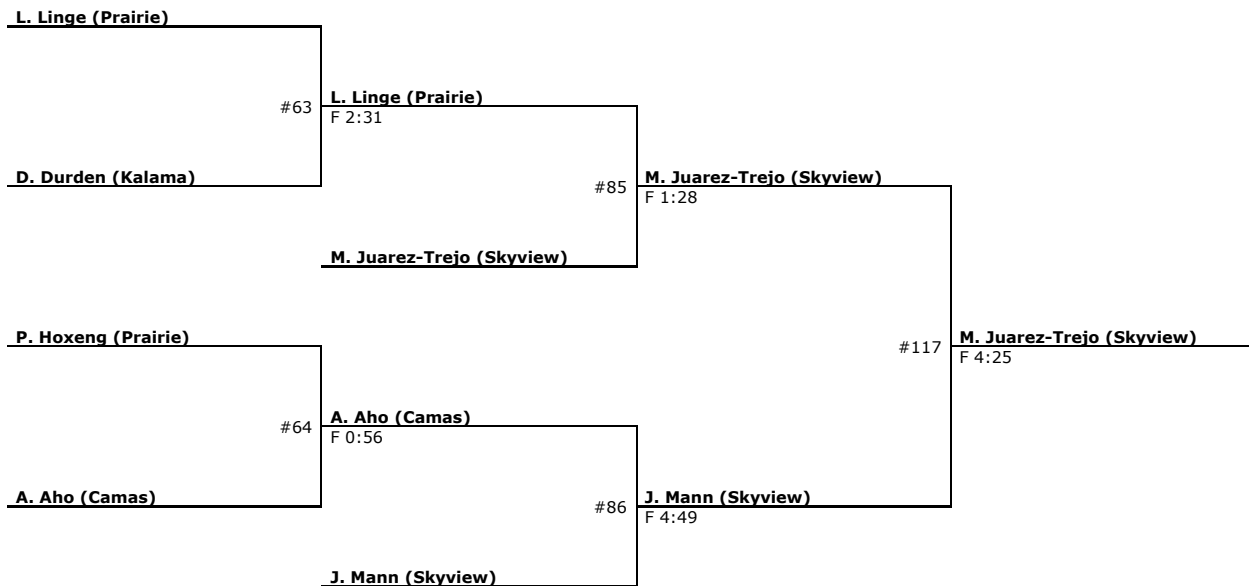 L. Linge (Prairie)
#63
L. Linge (Prairie)
F 2:31
D. Durden (Kalama)
#85
M. Juarez-Trejo (Skyview)
F 1:28
M. Juarez-Trejo (Skyview)
P. Hoxeng (Prairie)
#117
M. Juarez-Trejo (Skyview)
F 4:25
#64
A. Aho (Camas)
F 0:56
A. Aho (Camas)
#86
J. Mann (Skyview)
F 4:49
J. Mann (Skyview)